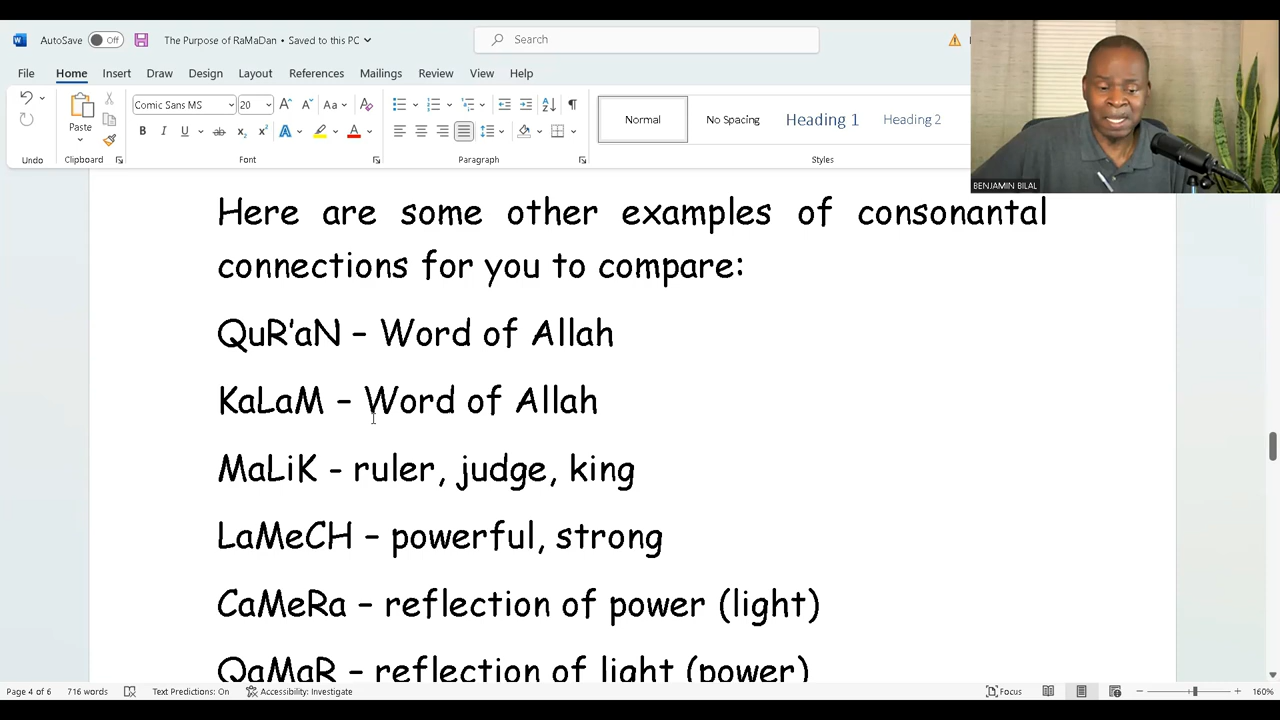 AutoSave Off The Purpose of RaMaDan • Saved to this PC Search
File Home Insert Draw Design Layout References Mailings Review View Help
Comic Sans MS 20 Normal No Spacing Heading 1 Heading 2
Paste
Undo Clipboard Font Paragraph Styles
BENJAMIN BILAL
Here are some other examples of consonantal
connections for you to compare:
QuR'aN – Word of Allah
KaLaM – Word of Allah
MaLiK - ruler, judge, king
LaMeCH – powerful, strong
CaMeRa – reflection of power (light)
QaMaR – reflection of light (power)
Page 4 of 6 716 words Text Predictions: On Accessibility: Investigate Focus 160%